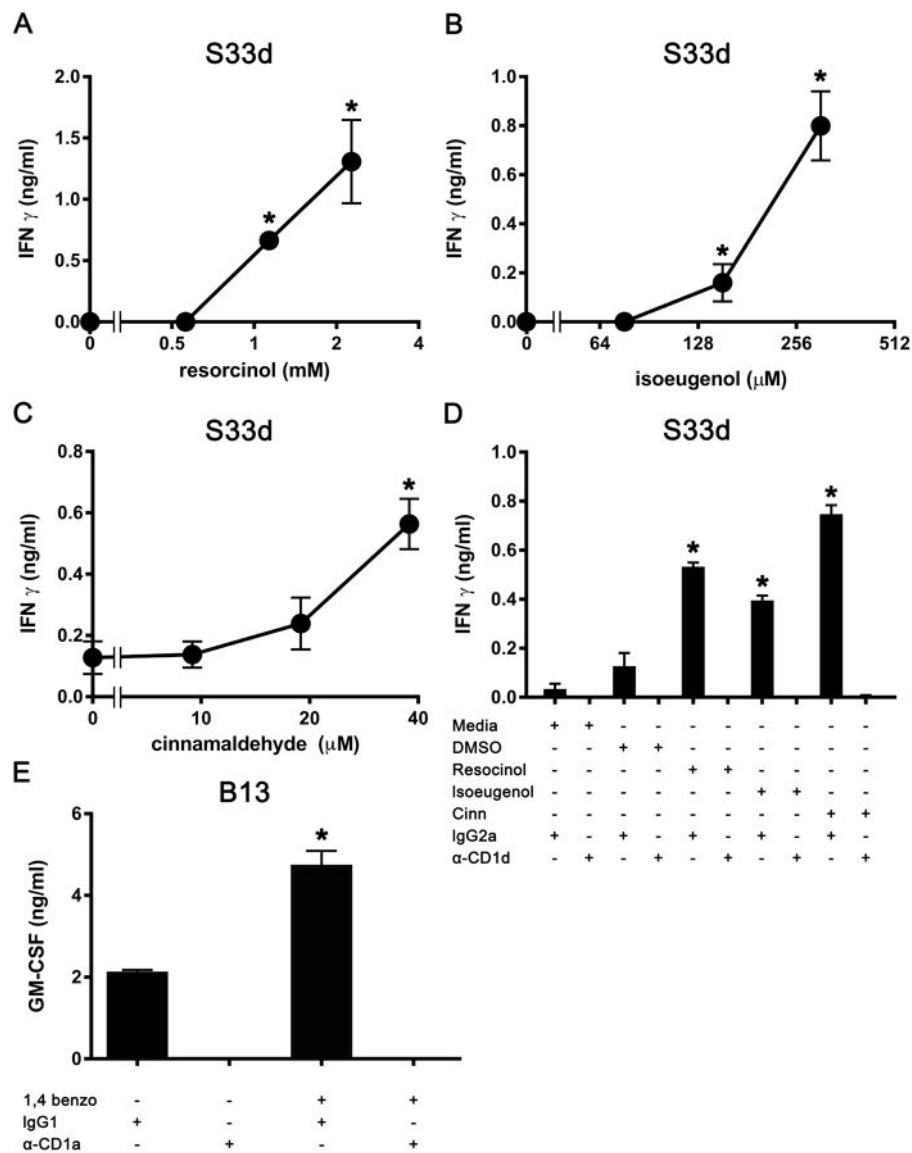 A
S33d
2.0
1.5
1.0
0.5
0.0
IFN γ (ng/ml)
*
*
0 0.5 1 2 4
resorcinol (mM)
B
S33d
1.0
0.8
0.6
0.4
0.2
0.0
IFN γ (ng/ml)
*
*
0 64 128 256 512
isoeugenol (μM)
C
S33d
0.8
0.6
0.4
0.2
0.0
IFN γ (ng/ml)
*
0 10 20 40
cinnamaldehyde (μM)
D
S33d
1.0
0.8
0.6
0.4
0.2
0.0
IFN γ (ng/ml)
* * *
Media + + - - - - - - - -
DMSO - - + + - - - - - -
Resocinol - - - - + + - - - -
Isoeugenol - - - - - - + + - -
Cinn - - - - - - - - + +
IgG2a + - + - + - + - + -
α-CD1d - + - + - + - + - +
E
B13
6
4
2
0
GM-CSF (ng/ml)
*
1,4 benzo - - + +
IgG1 + - + -
α-CD1a - + - +